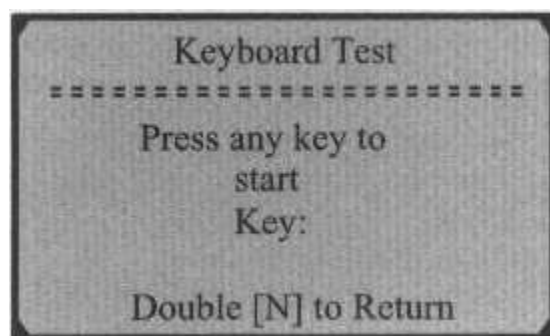 Keyboard Test
= = = = = = = = = = = = = = = = = = = = = = =
Press any key to
start
Key:
Double [N] to Return